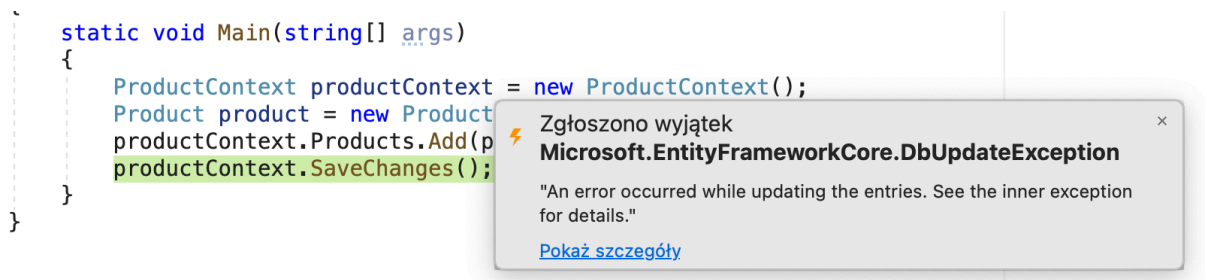 static void Main(string[] args)
{
ProductContext productContext = new ProductContext();
Product product = new Product
productContext.Products.Add(p
productContext.SaveChanges();
}
}
Zgłoszono wyjątek
Microsoft.EntityFrameworkCore.DbUpdateException
"An error occurred while updating the entries. See the inner exception
for details."
Pokaż szczegóły